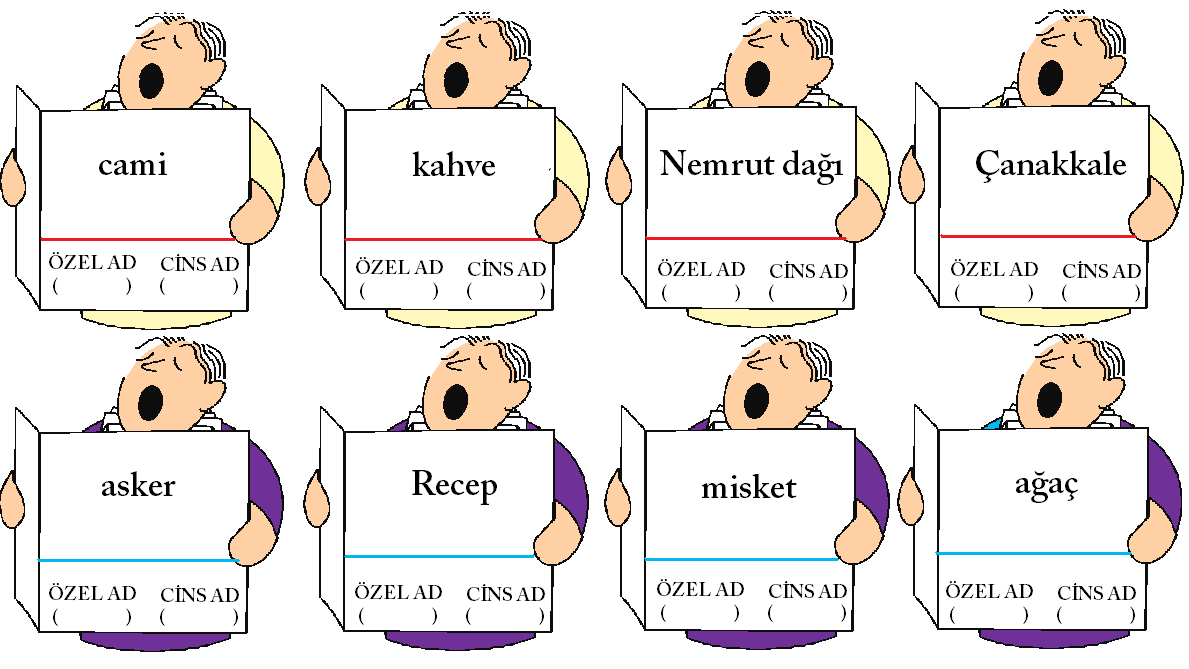 cami
ÖZEL AD CİNS AD
( ) ( )
kahve
ÖZEL AD CİNS AD
( ) ( )
Nemrut dağı
ÖZEL AD CİNS AD
( ) ( )
Çanakkale
ÖZEL AD CİNS AD
( ) ( )
asker
ÖZEL AD CİNS AD
( ) ( )
Recep
ÖZEL AD CİNS AD
( ) ( )
misket
ÖZEL AD CİNS AD
( ) ( )
ağaç
ÖZEL AD CİNS AD
( ) ( )